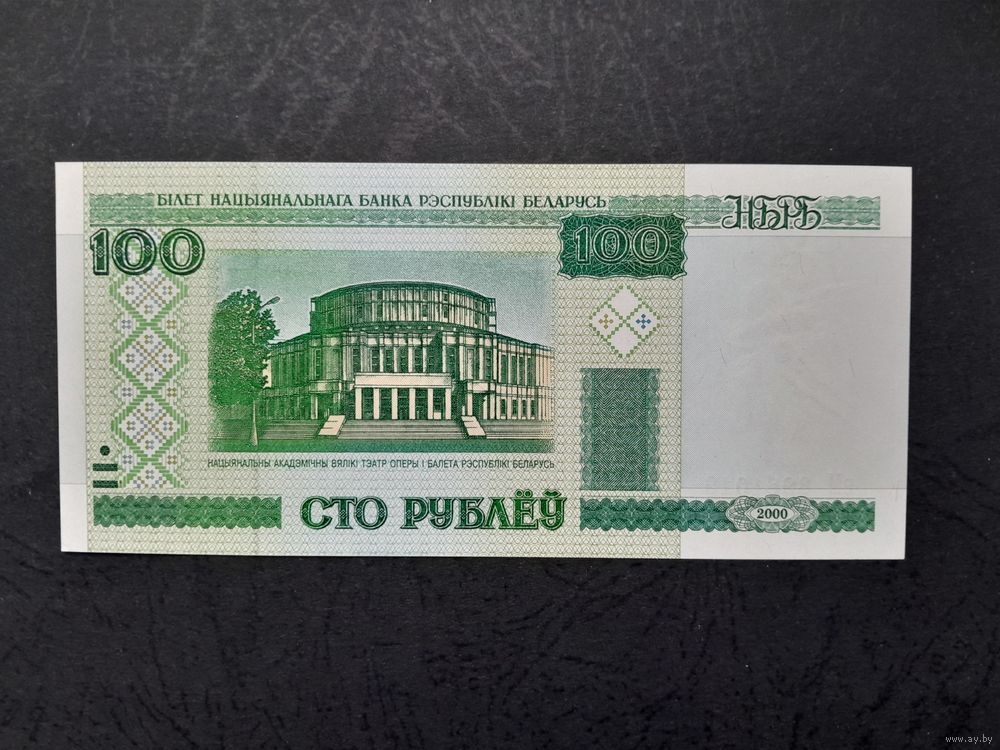 БІЛЕТ НАЦЫЯНАЛЬНАГА БАНКА РЭСПУБЛІКІ БЕЛАРУСЬ
НБРБ
100
100
НАЦЫЯНАЛЬНЫ АКАДЭМІЧНЫ ВЯЛІКІ ТЭАТР ОПЕРЫ І БАЛЕТА РЭСПУБЛІКІ БЕЛАРУСЬ
СТО РУБЛЁЎ
2000
www.ay.by